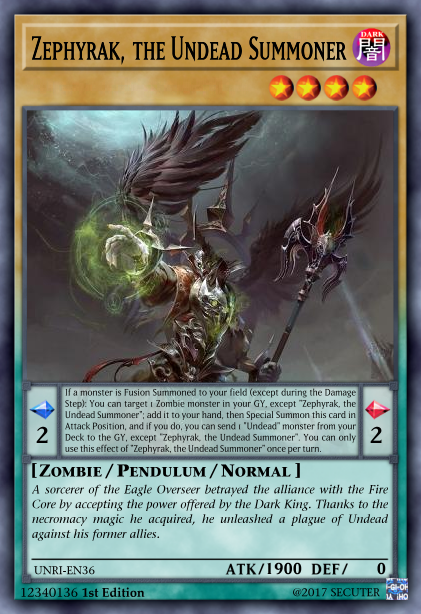 Zephyrak, the Undead Summoner
DARK
闇
If a monster is Fusion Summoned to your field (except during the Damage
Step): You can target 1 Zombie monster in your GY, except "Zephyrak, the
Undead Summoner"; add it to your hand, then Special Summon this card in
Attack Position, and if you do, you can send 1 "Undead" monster from your
Deck to the GY, except "Zephyrak, the Undead Summoner". You can only
use this effect of "Zephyrak, the Undead Summoner" once per turn.
2
2
[ Zombie / Pendulum / Normal ]
A sorcerer of the Eagle Overseer betrayed the alliance with the Fire
Core by accepting the power offered by the Dark King. Thanks to the
necromacy magic he acquired, he unleashed a plague of Undead
against his former allies.
UNRI-EN36
ATK/1900 DEF/ 0
12340136 1st Edition
@2017 SECUTER